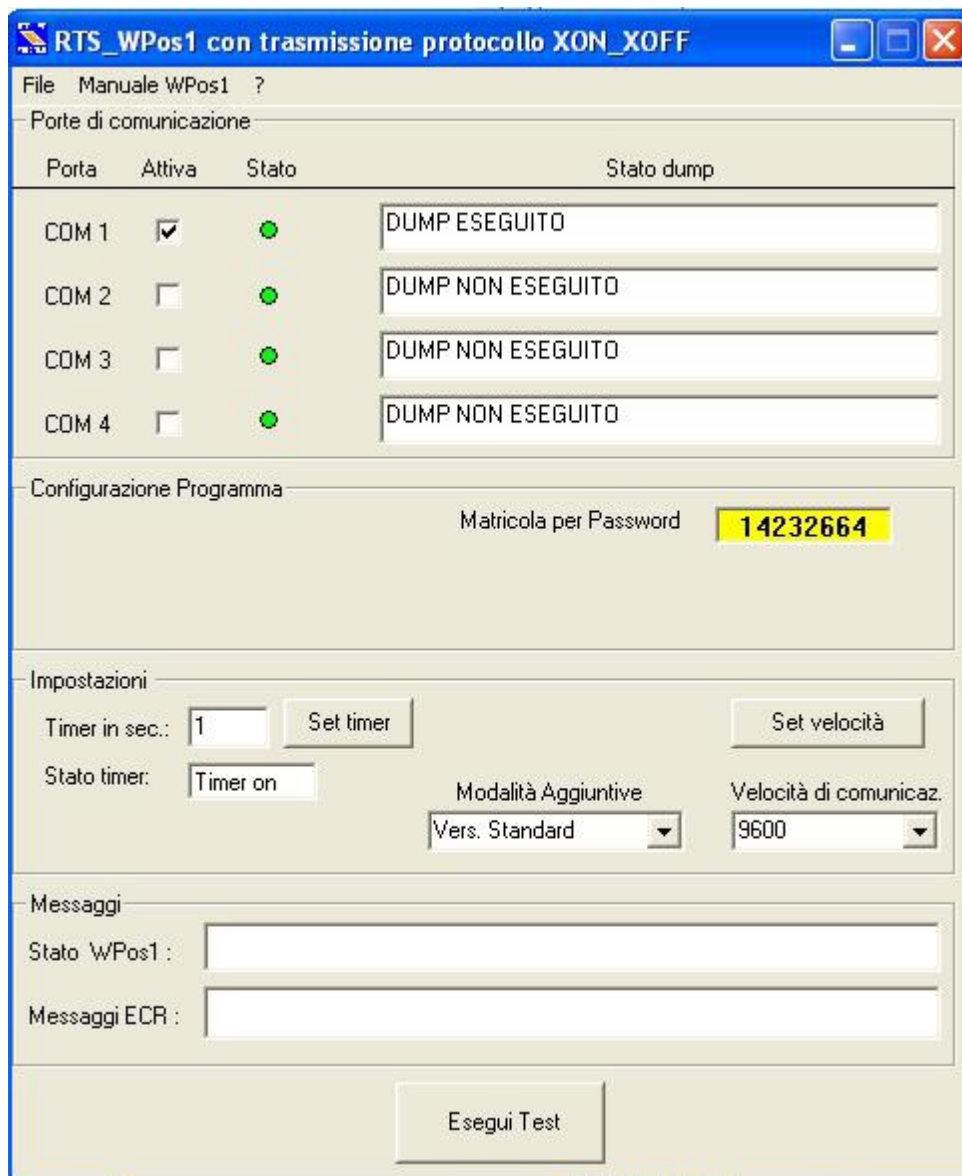 RTS_WPos1 con trasmissione protocollo XON_XOFF
File Manuale WPos1 ?
Porte di comunicazione
Porta Attiva Stato Stato dump
COM 1 DUMP ESEGUITO
COM 2 DUMP NON ESEGUITO
COM 3 DUMP NON ESEGUITO
COM 4 DUMP NON ESEGUITO
Configurazione Programma
Matricola per Password 14232664
Impostazioni
Timer in sec.: 1 Set timer Set velocità
Stato timer: Timer on
Modalità Aggiuntive Velocità di comunicaz.
Vers. Standard 9600
Messaggi
Stato WPos1 :
Messaggi ECR :
Esegui Test